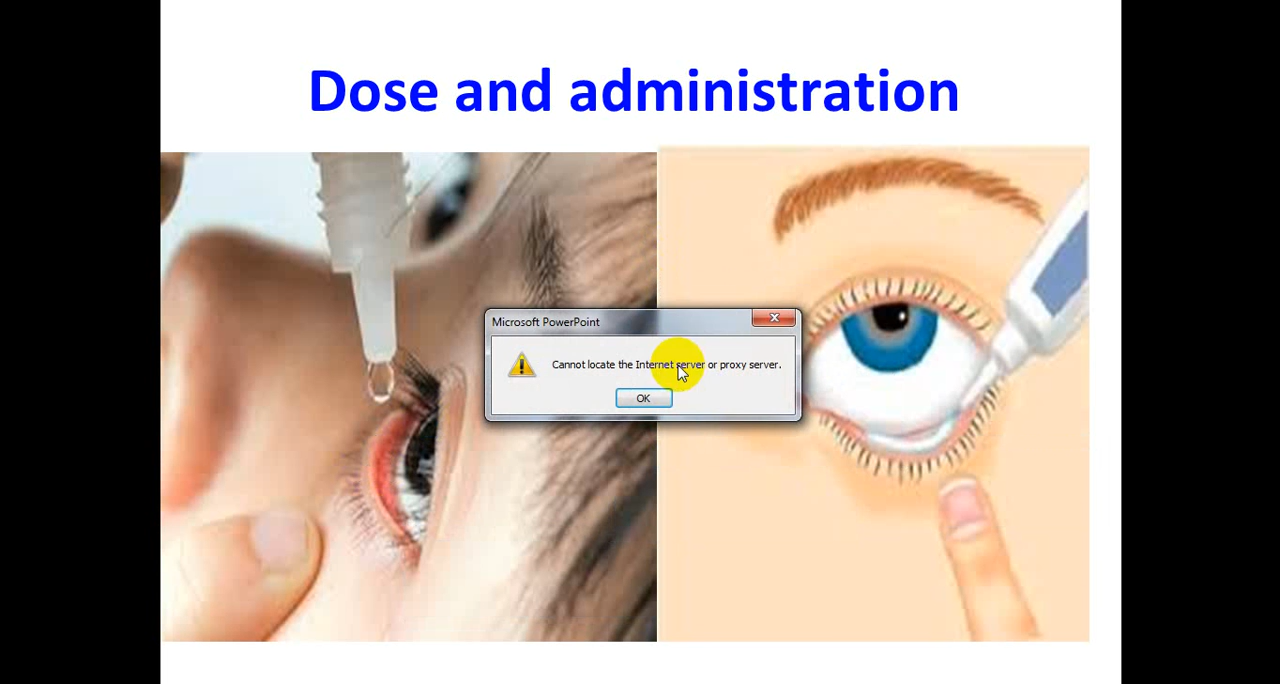 Dose and administration
Microsoft PowerPoint
Cannot locate the Internet server or proxy server.
OK